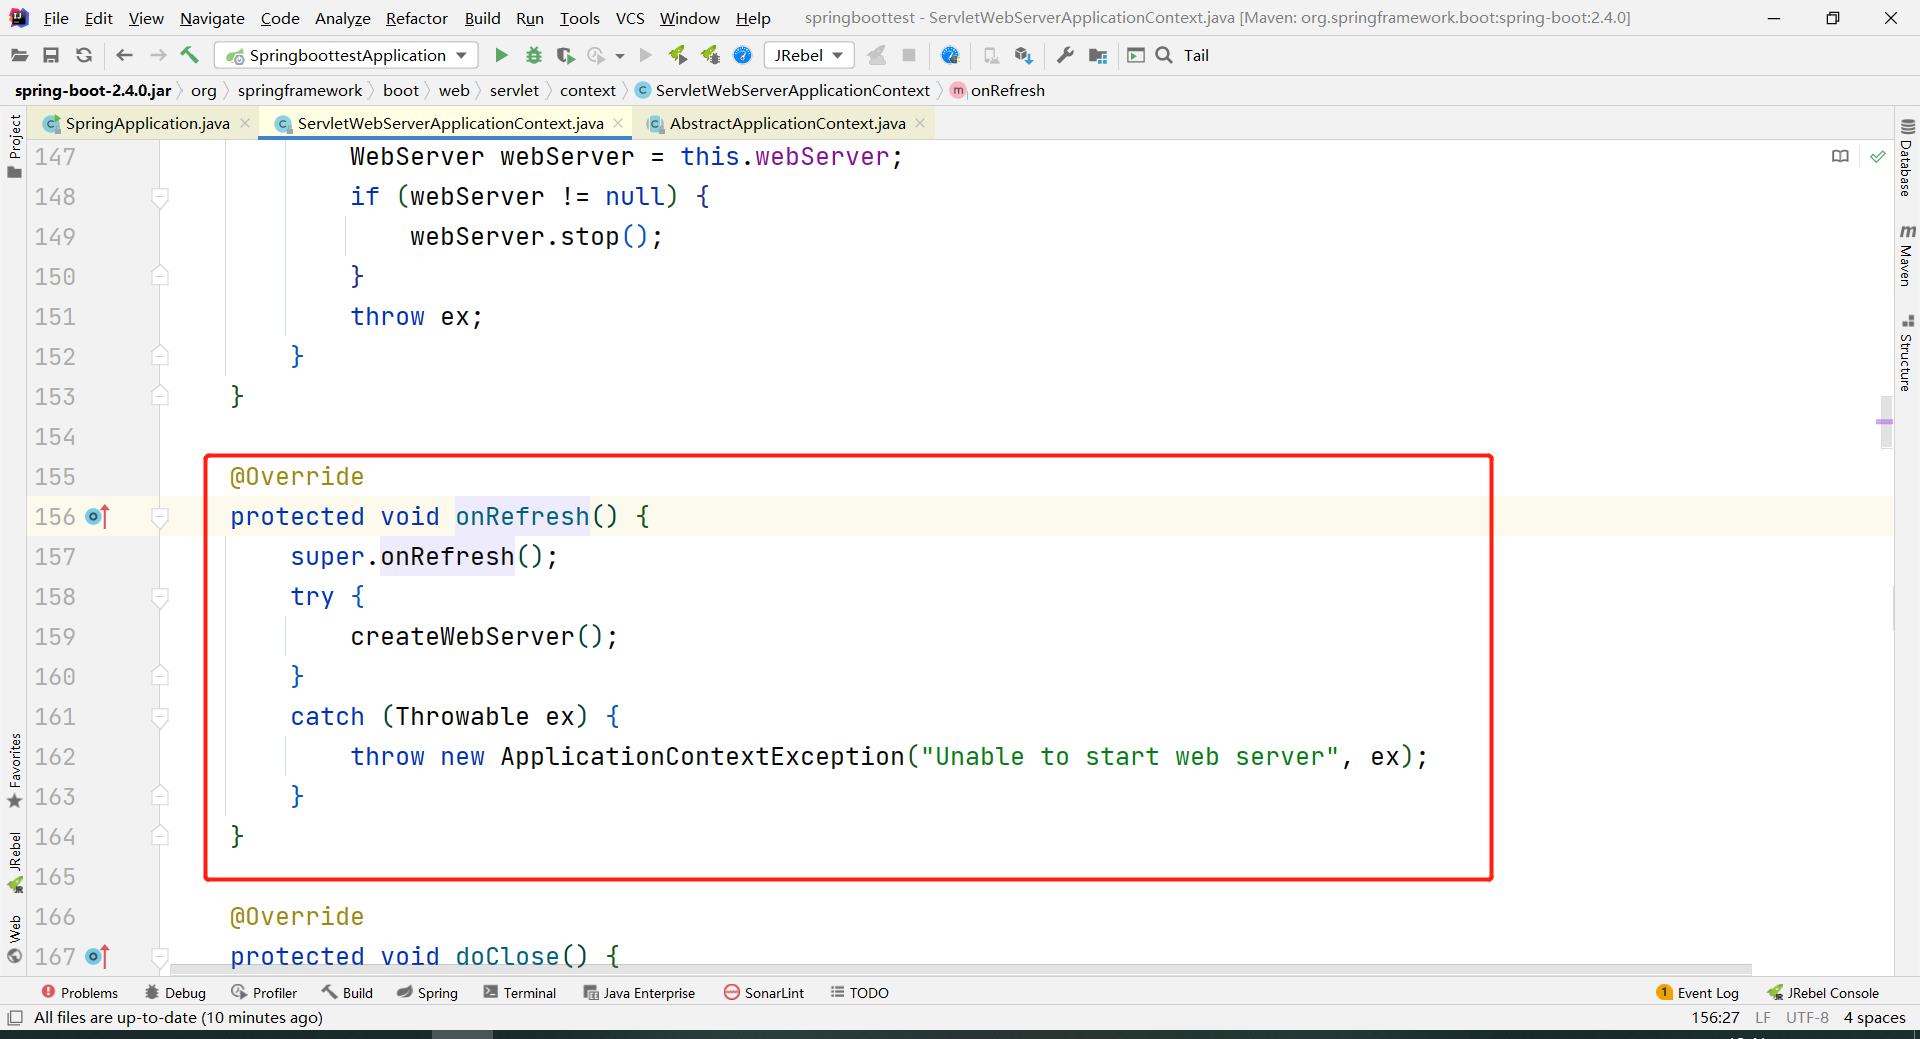 File Edit View Navigate Code Analyze Refactor Build Run Tools VCS Window Help springboottest - ServletWebServerApplicationContext.java [Maven: org.springframework.boot:spring-boot:2.4.0]
SpringboottestApplication JRebel Tail
spring-boot-2.4.0.jar org springframework boot web servlet context ServletWebServerApplicationContext onRefresh
SpringApplication.java ServletWebServerApplicationContext.java AbstractApplicationContext.java
147 WebServer webServer = this.webServer;
148 if (webServer != null) {
149 webServer.stop();
150 }
151 throw ex;
152 }
153 }
154
155 @Override
156 protected void onRefresh() {
157 super.onRefresh();
158 try {
159 createWebServer();
160 }
161 catch (Throwable ex) {
162 throw new ApplicationContextException("Unable to start web server", ex);
163 }
164 }
165
166 @Override
167 protected void doClose() {
Project
Favorites
JRebel
Web
Database
Maven
Structure
Problems Debug Profiler Build Spring Terminal Java Enterprise SonarLint TODO 1 Event Log JRebel Console
All files are up-to-date (10 minutes ago) 156:27 LF UTF-8 4 spaces